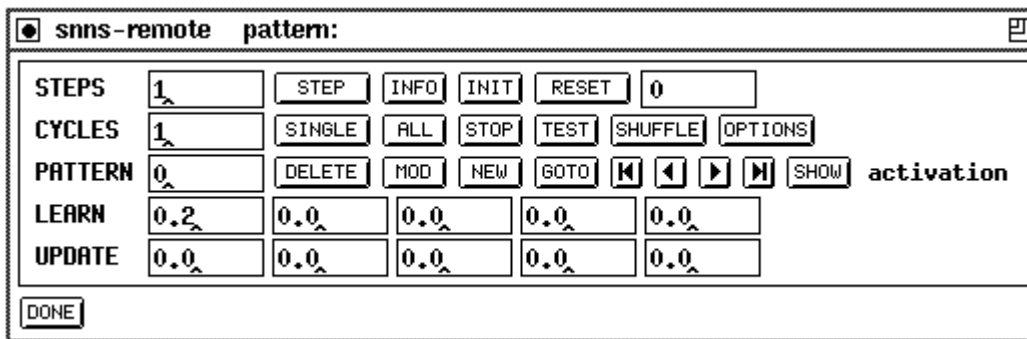 snns-remote pattern:
STEPS 1 STEP INFO INIT RESET 0
CYCLES 1 SINGLE ALL STOP TEST SHUFFLE OPTIONS
PATTERN 0 DELETE MOD NEW GOTO SHOW activation
LEARN 0.2 0.0 0.0 0.0 0.0
UPDATE 0.0 0.0 0.0 0.0 0.0
DONE